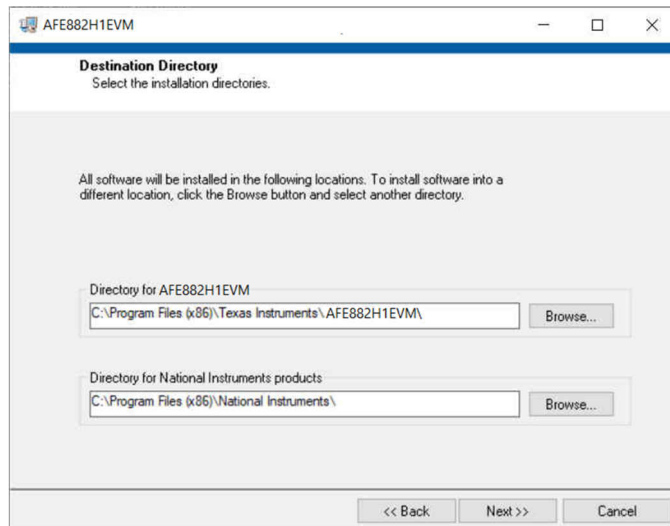 AFE882H1EVM
Destination Directory
Select the installation directories.
All software will be installed in the following locations. To install software into a
different location, click the Browse button and select another directory.
Directory for AFE882H1EVM
C:\Program Files (x86)\Texas Instruments\AFE882H1EVM\
Browse...
Directory for National Instruments products
C:\Program Files (x86)\National Instruments\
Browse...
<< Back
Next >>
Cancel